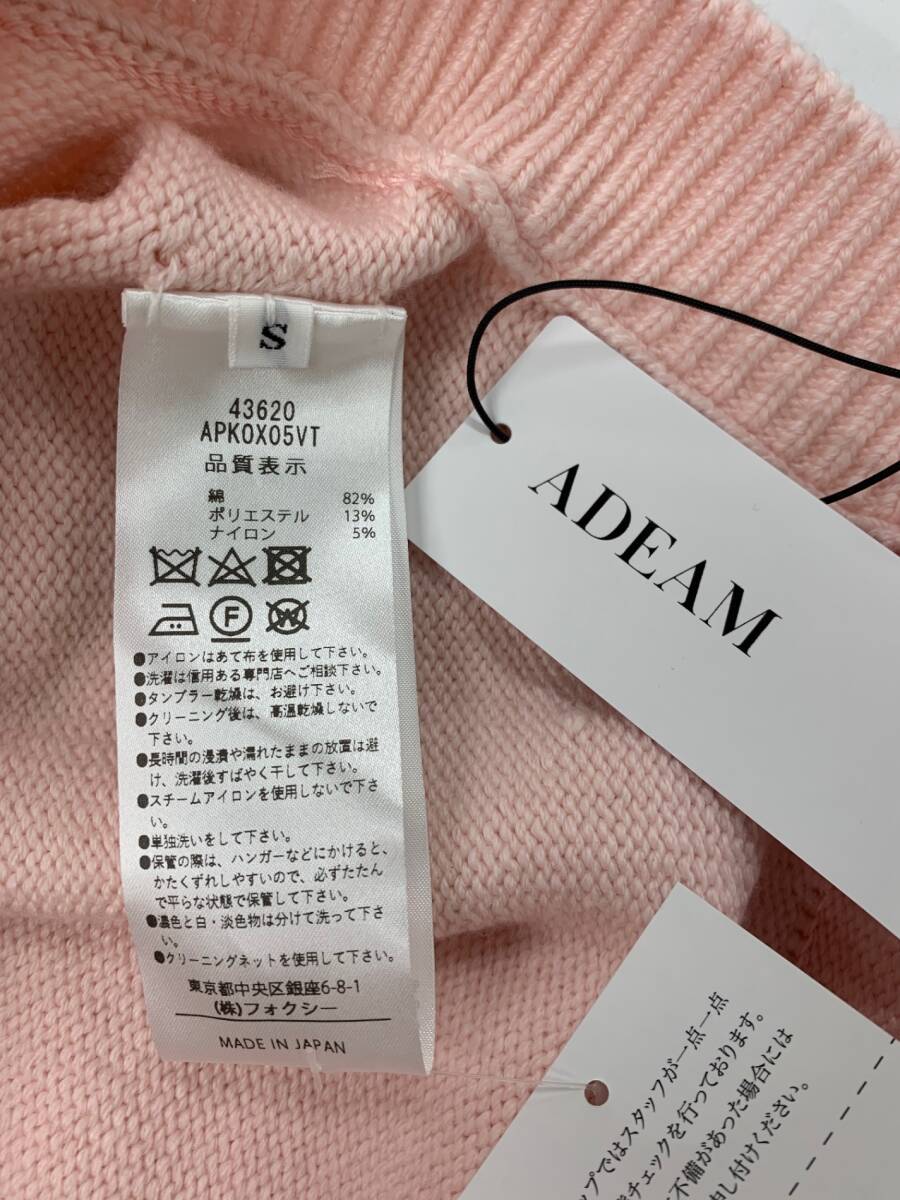 S
43620
APK0X05VT
品質表示
綿 82%
ポリエステル 13%
ナイロン 5%
F
W
●アイロンはあて布を使用して下さい。
●洗濯は信用ある専門店へご相談下さい。
●タンブラー乾燥は、お避け下さい。
●クリーニング後は、高温乾燥しないで
下さい。
●長時間の浸漬や濡れたままの放置は避
け、洗濯後すばやく干して下さい。
●スチームアイロンを使用しないで下さ
い。
●単独洗いをして下さい。
●保管の際は、ハンガーなどにかけると、
かたくずれしやすいので、必ずたたん
で平らな状態で保管して下さい。
●濃色と白・淡色物は分けて洗って下さ
い。
●クリーニングネットを使用して下さい。
東京都中央区銀座6-8-1
(株)フォクシー
MADE IN JAPAN
ADEAM
プではスタッフが一点一点
チェックを行っております。
不備があった場合には
申し付けください。